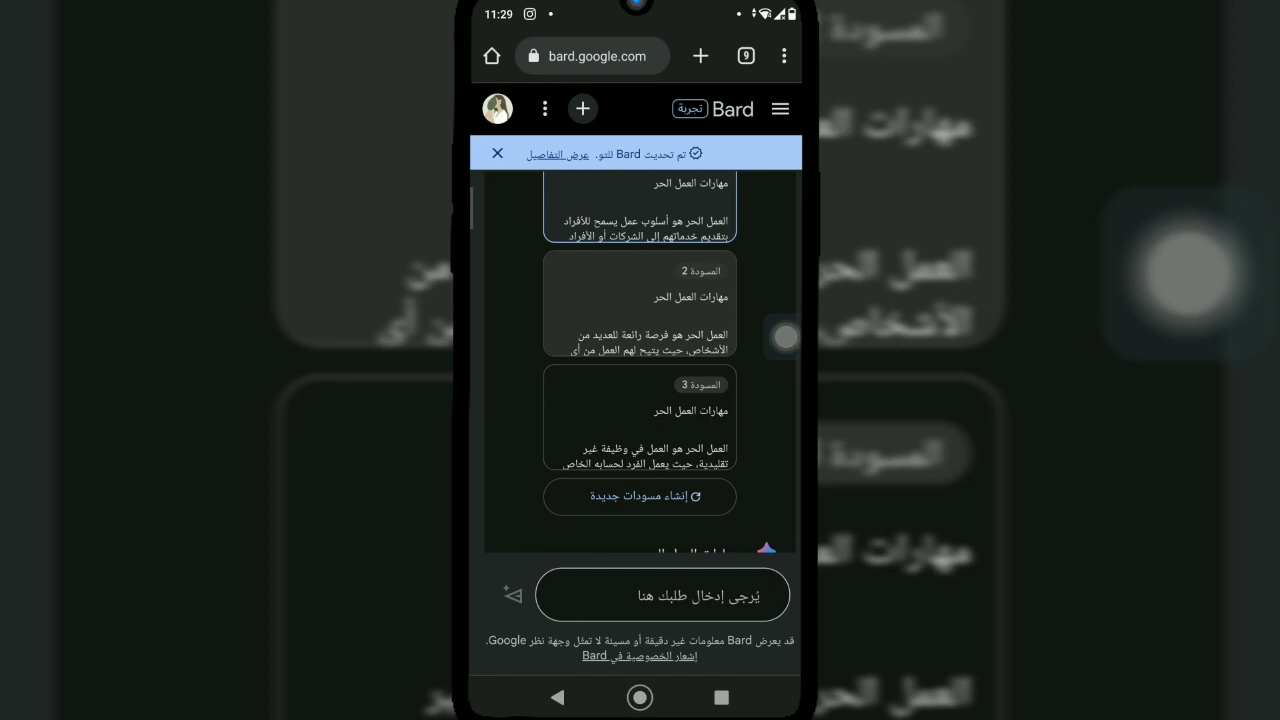 11:29
bard.google.com
9
Bard تجربة
تم تحديث Bard للتو. عرض التفاصيل
مهارات العمل الحر
العمل الحر هو أسلوب عمل يسمح للأفراد
بتقديم خدماتهم إلى الشركات أو الأفراد
المسودة 2
مهارات العمل الحر
العمل الحر هو فرصة رائعة للعديد من
الأشخاص، حيث يتيح لهم العمل من أي
المسودة 3
مهارات العمل الحر
العمل الحر هو العمل في وظيفة غير
تقليدية، حيث يعمل الفرد لحسابه الخاص
إنشاء مسودات جديدة
يُرجى إدخال طلبك هنا
قد يعرض Bard معلومات غير دقيقة أو مسيئة لا تمثل وجهة نظر Google.
إشعار الخصوصية في Bard